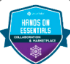 HANDS ON
ESSENTIALS
COLLABORATION
& MARKETPLACE